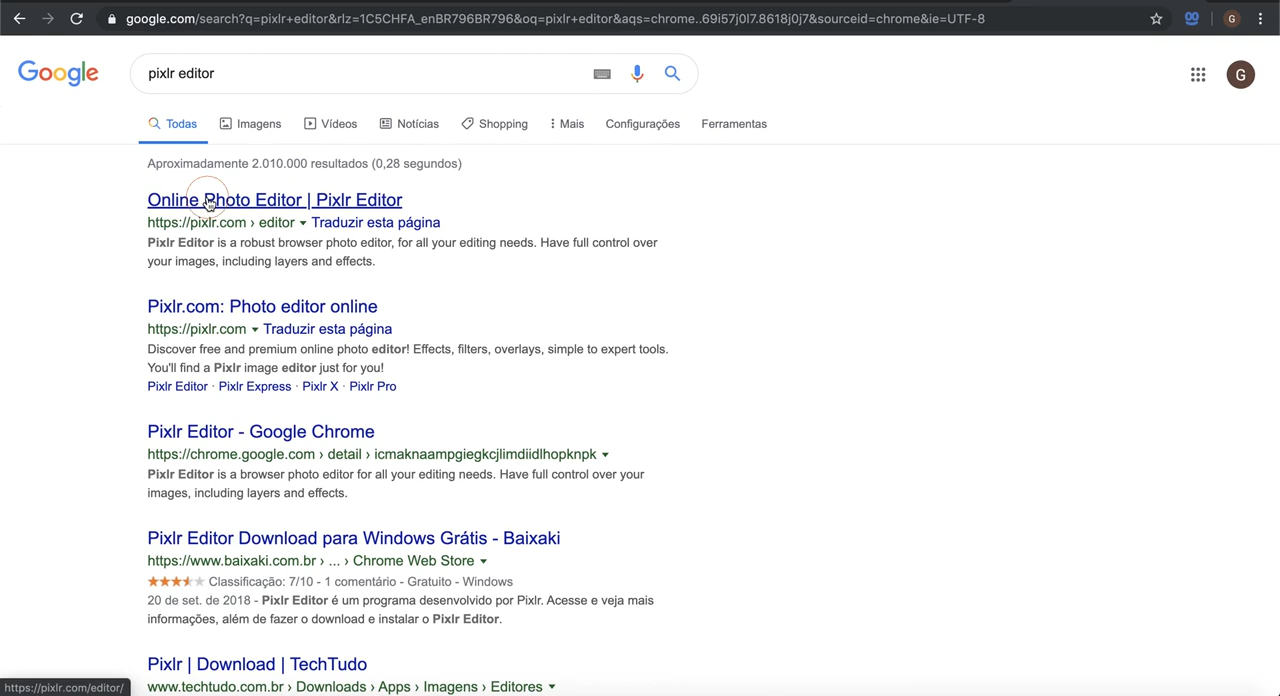 google.com/search?q=pixlr+editor&rlz=1C5CHFA_enBR796BR796&oq=pixlr+editor&aqs=chrome..69i57j0l7.8618j0j7&sourceid=chrome&ie=UTF-8
G
Google
pixlr editor
G
Todas Imagens Vídeos Notícias Shopping Mais Configurações Ferramentas
Aproximadamente 2.010.000 resultados (0,28 segundos)
Online Photo Editor | Pixlr Editor
https://pixlr.com › editor Traduzir esta página
Pixlr Editor is a robust browser photo editor, for all your editing needs. Have full control over
your images, including layers and effects.
Pixlr.com: Photo editor online
https://pixlr.com Traduzir esta página
Discover free and premium online photo editor! Effects, filters, overlays, simple to expert tools.
You'll find a Pixlr image editor just for you!
Pixlr Editor · Pixlr Express · Pixlr X · Pixlr Pro
Pixlr Editor - Google Chrome
https://chrome.google.com › detail › icmaknaampgiegkcjlimdiidlhopknpk
Pixlr Editor is a browser photo editor for all your editing needs. Have full control over your
images, including layers and effects.
Pixlr Editor Download para Windows Grátis - Baixaki
https://www.baixaki.com.br › ... › Chrome Web Store
Classificação: 7/10 - 1 comentário - Gratuito - Windows
20 de set. de 2018 - Pixlr Editor é um programa desenvolvido por Pixlr. Acesse e veja mais
informações, além de fazer o download e instalar o Pixlr Editor.
Pixlr | Download | TechTudo
www.techtudo.com.br › Downloads › Apps › Imagens › Editores
https://pixlr.com/editor/